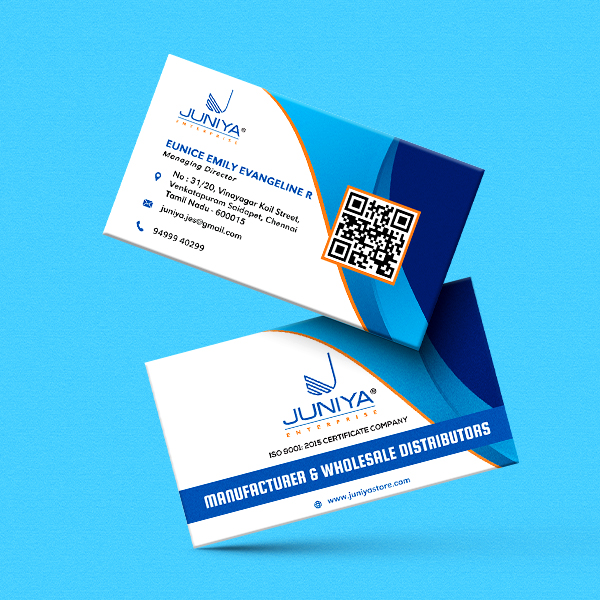 JUNIYA®
ENTERPRISE
EUNICE EMILY EVANGELINE R
Managing Director
No : 31/20, Vinayagar Koil Street,
Venkatapuram Saidapet, Chennai
Tamil Nadu - 600015
juniya.jes@gmail.com
94999 40299
JUNIYA®
ENTERPRISE
ISO 9001: 2015 CERTIFICATE COMPANY
MANUFACTURER & WHOLESALE DISTRIBUTORS
www.juniyastore.com